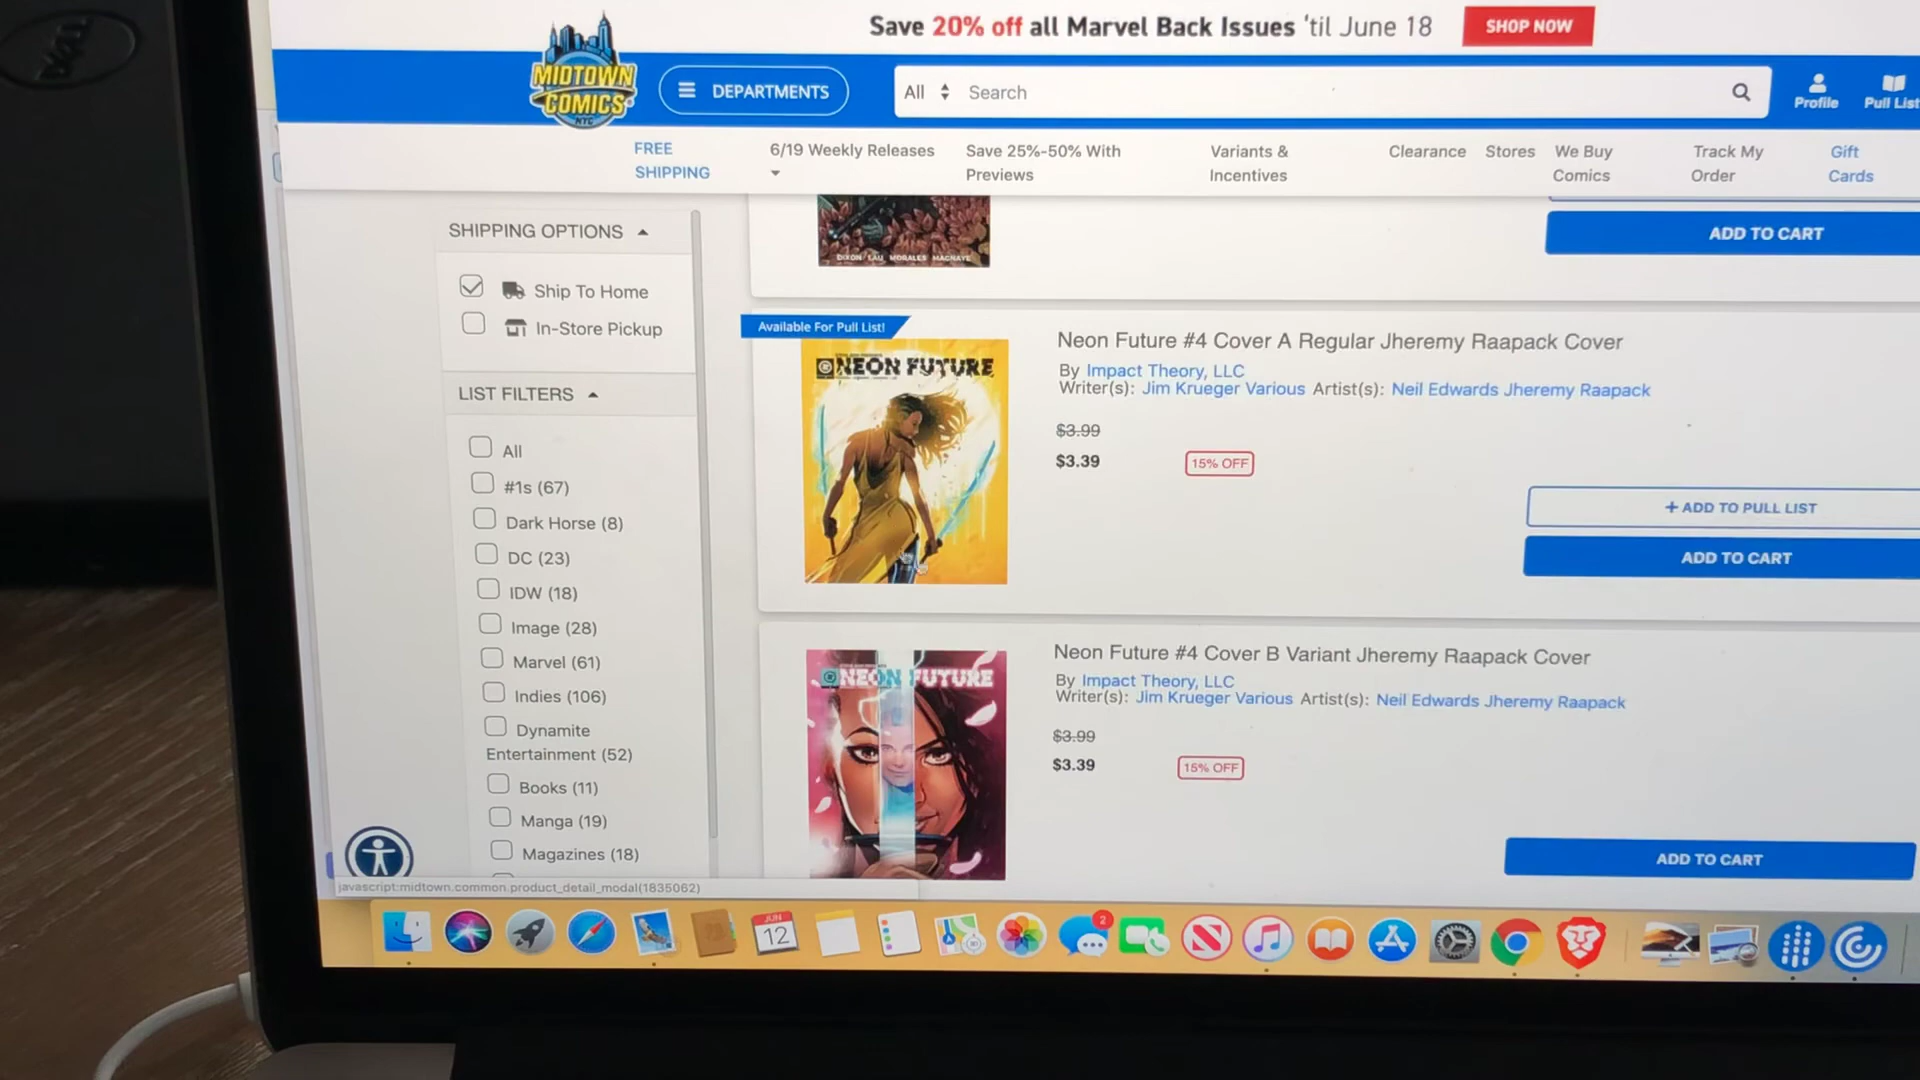 DELL
Save 20% off all Marvel Back Issues 'til June 18
SHOP NOW
MIDTOWN
COMICS
NYC
DEPARTMENTS
All
Search
Profile
Pull List
FREE
SHIPPING
6/19 Weekly Releases
Save 25%-50% With
Previews
Variants &
Incentives
Clearance
Stores
We Buy
Comics
Track My
Order
Gift
Cards
SHIPPING OPTIONS
Ship To Home
In-Store Pickup
LIST FILTERS
All
#1s (67)
Dark Horse (8)
DC (23)
IDW (18)
Image (28)
Marvel (61)
Indies (106)
Dynamite
Entertainment (52)
Books (11)
Manga (19)
Magazines (18)
DIXON LAU MORALES MAGNAYE
ADD TO CART
Available For Pull List!
NEON FUTURE
Neon Future #4 Cover A Regular Jheremy Raapack Cover
By Impact Theory, LLC
Writer(s): Jim Krueger Various Artist(s): Neil Edwards Jheremy Raapack
$3.99
$3.39
15% OFF
+ ADD TO PULL LIST
ADD TO CART
NEON FUTURE
Neon Future #4 Cover B Variant Jheremy Raapack Cover
By Impact Theory, LLC
Writer(s): Jim Krueger Various Artist(s): Neil Edwards Jheremy Raapack
$3.99
$3.39
15% OFF
ADD TO CART
javascript:midtown.common.product_detail_modal(1835062)
JUN
12
2